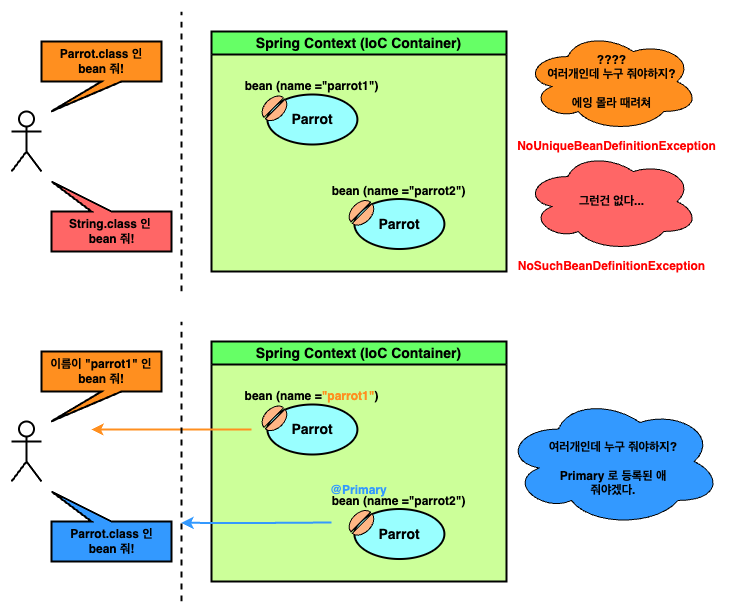 Parrot.class 인
bean 줘!
Spring Context (IoC Container)
bean (name ="parrot1")
Parrot
bean (name ="parrot2")
Parrot
????
여러개인데 누구 줘야하지?
에잉 몰라 때려쳐
NoUniqueBeanDefinitionException
String.class 인
bean 줘!
그런건 없다...
NoSuchBeanDefinitionException
이름이 "parrot1" 인
bean 줘!
Spring Context (IoC Container)
bean (name ="parrot1")
Parrot
@Primary
bean (name ="parrot2")
Parrot
여러개인데 누구 줘야하지?
Primary 로 등록된 애
줘야겠다.
Parrot.class 인
bean 줘!